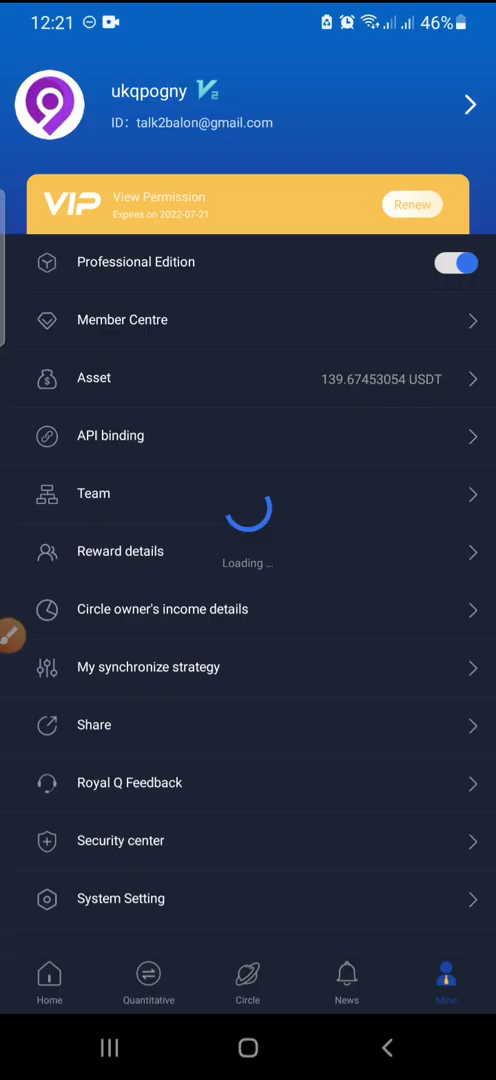 12:21 46%
ukqpogny V2
ID: talk2balon@gmail.com
VIP View Permission
Expires on 2022-07-21
Renew
Professional Edition
Member Centre
Asset 139.67453054 USDT
API binding
Team
Loading ...
Reward details
Circle owner's income details
My synchronize strategy
Share
Royal Q Feedback
Security center
System Setting
Home Quantitative Circle News Mine